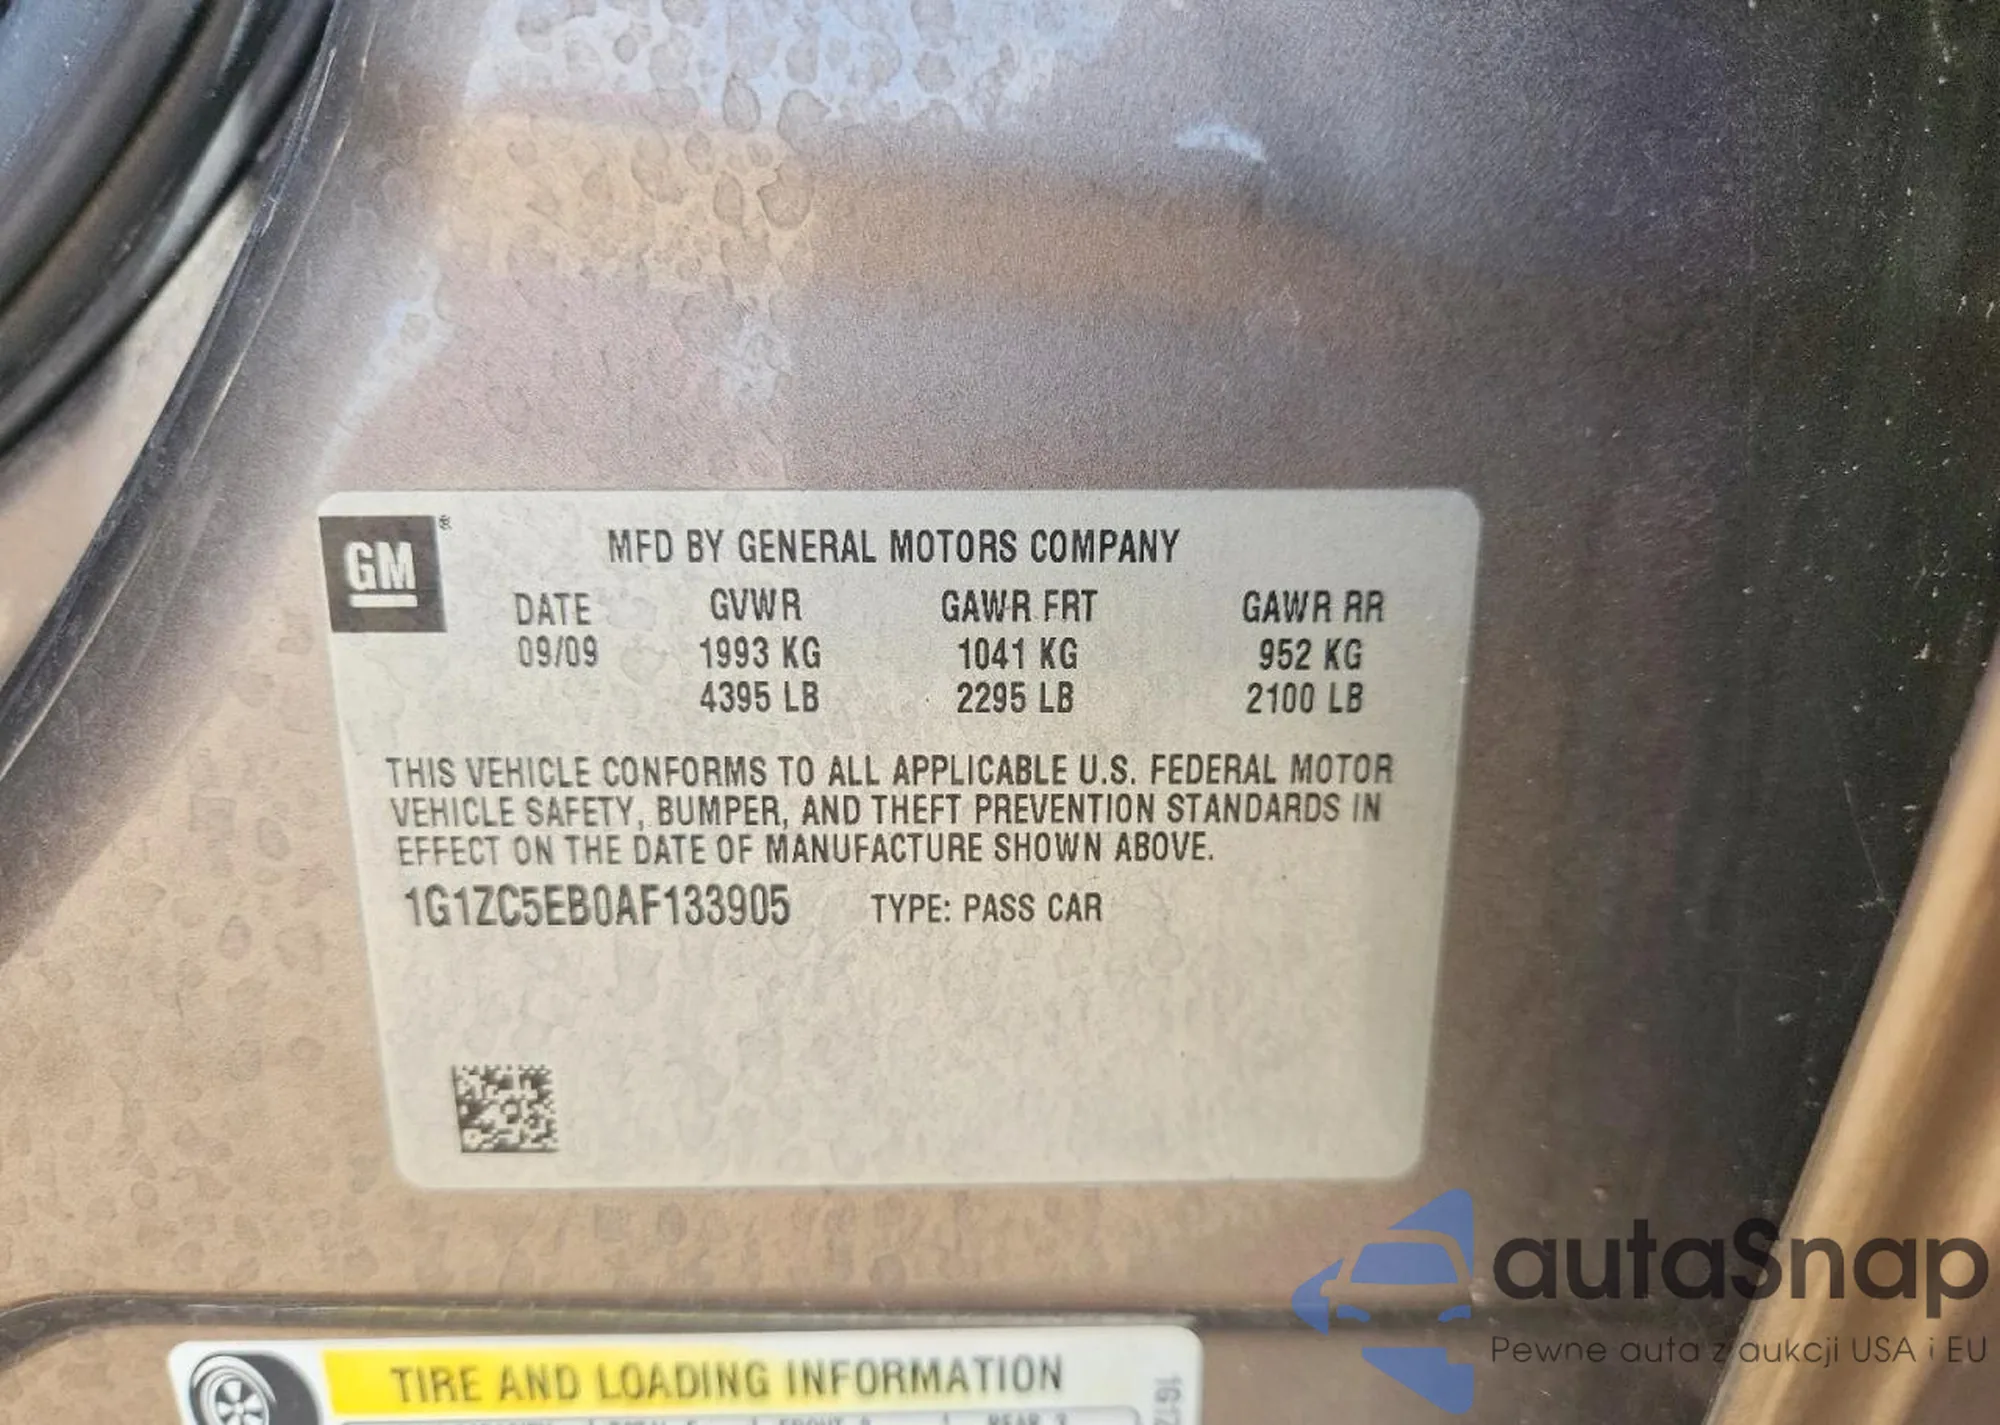 GM®
MFD BY GENERAL MOTORS COMPANY
DATE GVWR GAWR FRT GAWR RR
09/09 1993 KG 1041 KG 952 KG
4395 LB 2295 LB 2100 LB
THIS VEHICLE CONFORMS TO ALL APPLICABLE U.S. FEDERAL MOTOR
VEHICLE SAFETY, BUMPER, AND THEFT PREVENTION STANDARDS IN
EFFECT ON THE DATE OF MANUFACTURE SHOWN ABOVE.
1G1ZC5EB0AF133905 TYPE: PASS CAR
autaSnap
Pewne auta z aukcji USA i EU
TIRE AND LOADING INFORMATION